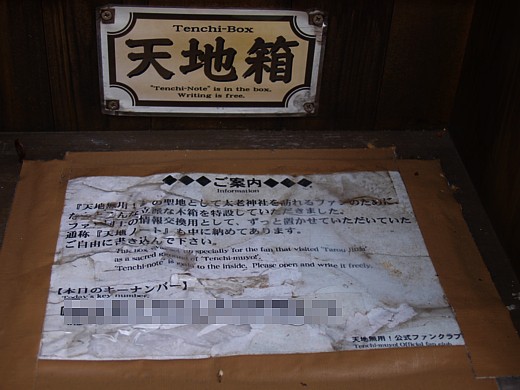 Tenchi-Box
天地箱
"Tenchi-Note" is in the box.
Writing is free.
◆◆◆ご案内◆◆◆
Information
『天地無用!』の聖地として太老神社を訪れるファンのために
こんな立派な木箱を特設していただきました。
ファン同士の情報交換用として、ずっと置かせていただいていた
通称『天地ノート』も中に納めてあります。
ご自由に書き込んで下さい。
This box specially for the fan that visited "Tarou-jinja"
as a sacred of "Tenchi-muyo!".
"Tenchi-note" is to the inside. Please open and write it freely.
【本日のキーナンバー】
Today's key number.
天地無用!公式ファンクラブ
Tenchi-muyo! Official fan club